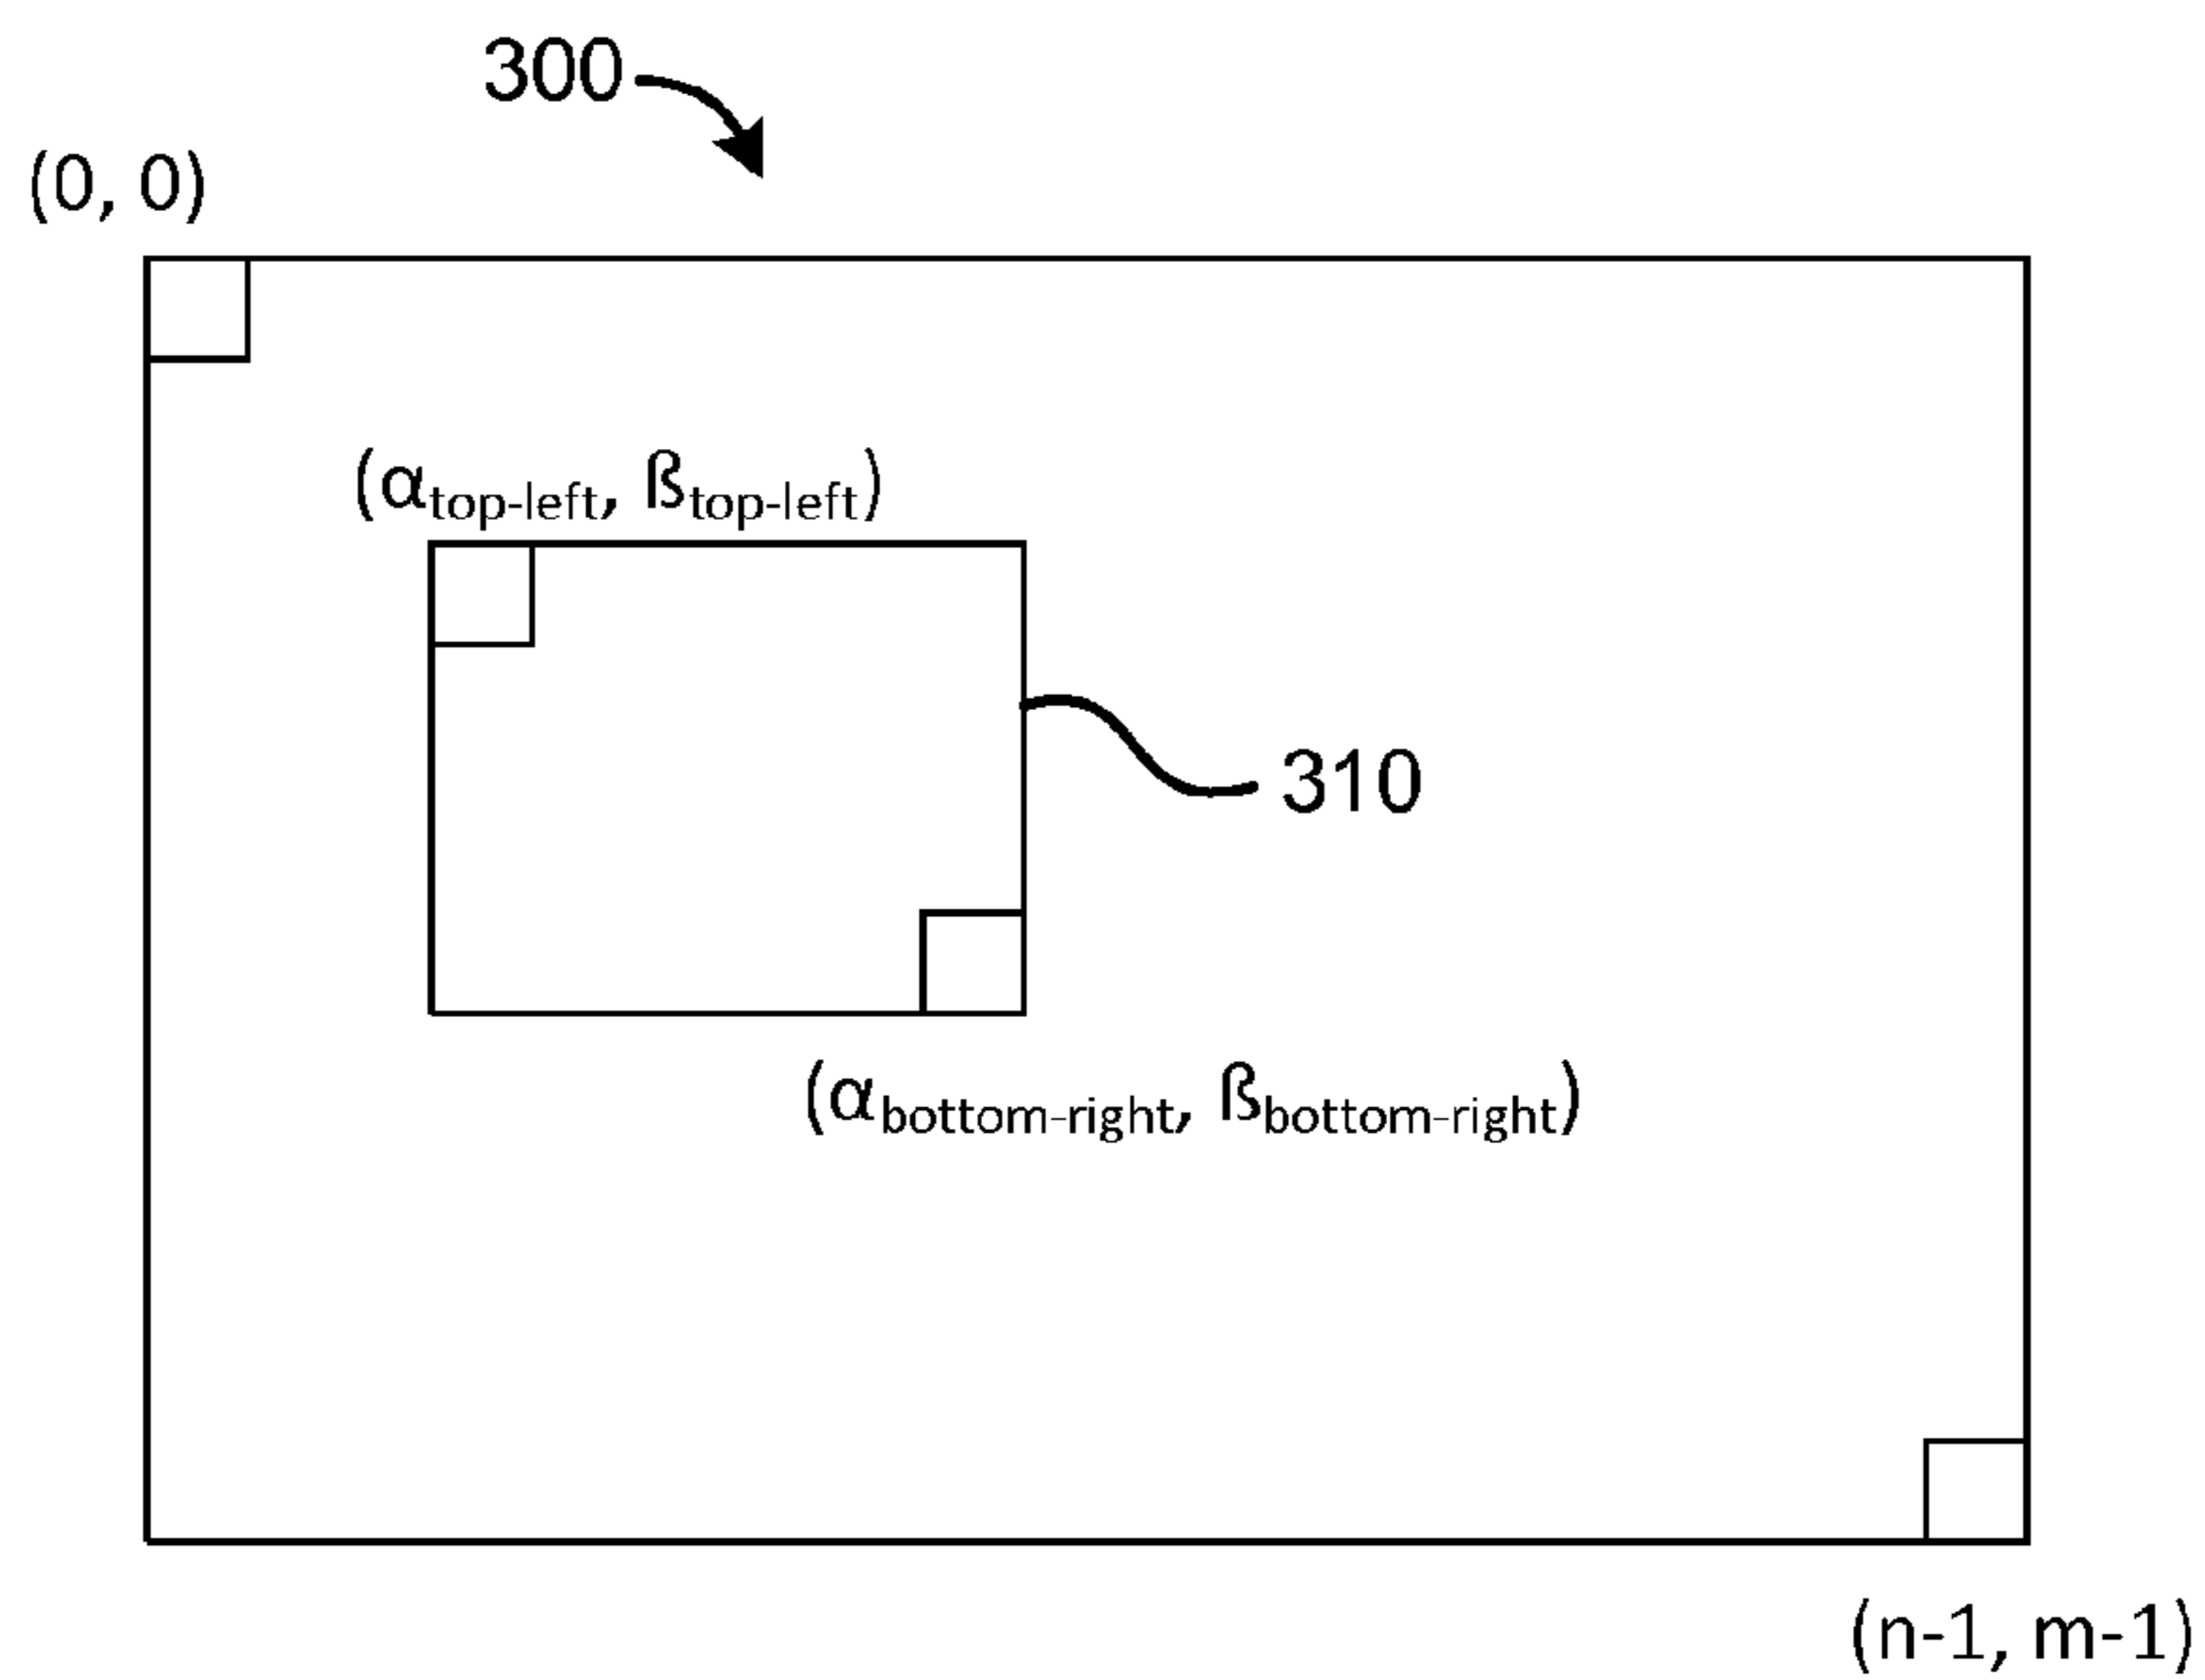 300
(0, 0)
(αtop-left, ßtop-left)
310
(αbottom-right, ßbottom-right)
(n-1, m-1)